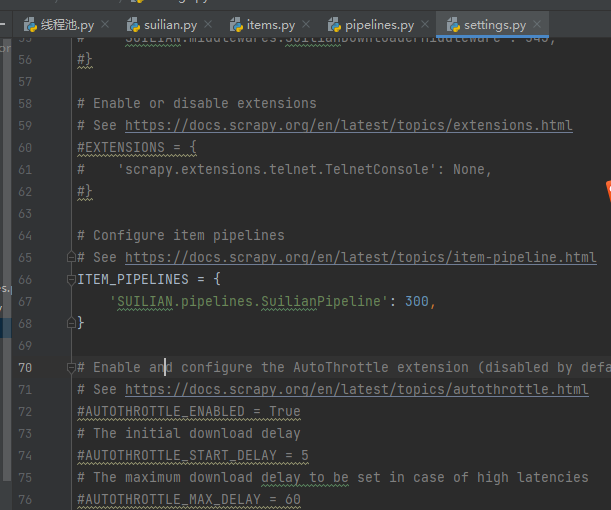 线程池.py suilian.py items.py pipelines.py settings.py
56 #}
57
58 # Enable or disable extensions
59 # See https://docs.scrapy.org/en/latest/topics/extensions.html
60 #EXTENSIONS = {
61 #    'scrapy.extensions.telnet.TelnetConsole': None,
62 #}
63
64 # Configure item pipelines
65 # See https://docs.scrapy.org/en/latest/topics/item-pipeline.html
66 ITEM_PIPELINES = {
67     'SUILIAN.pipelines.SuilianPipeline': 300,
68 }
69
70 # Enable and configure the AutoThrottle extension (disabled by defa
71 # See https://docs.scrapy.org/en/latest/topics/autothrottle.html
72 #AUTOTHROTTLE_ENABLED = True
73 # The initial download delay
74 #AUTOTHROTTLE_START_DELAY = 5
75 # The maximum download delay to be set in case of high latencies
76 #AUTOTHROTTLE_MAX_DELAY = 60